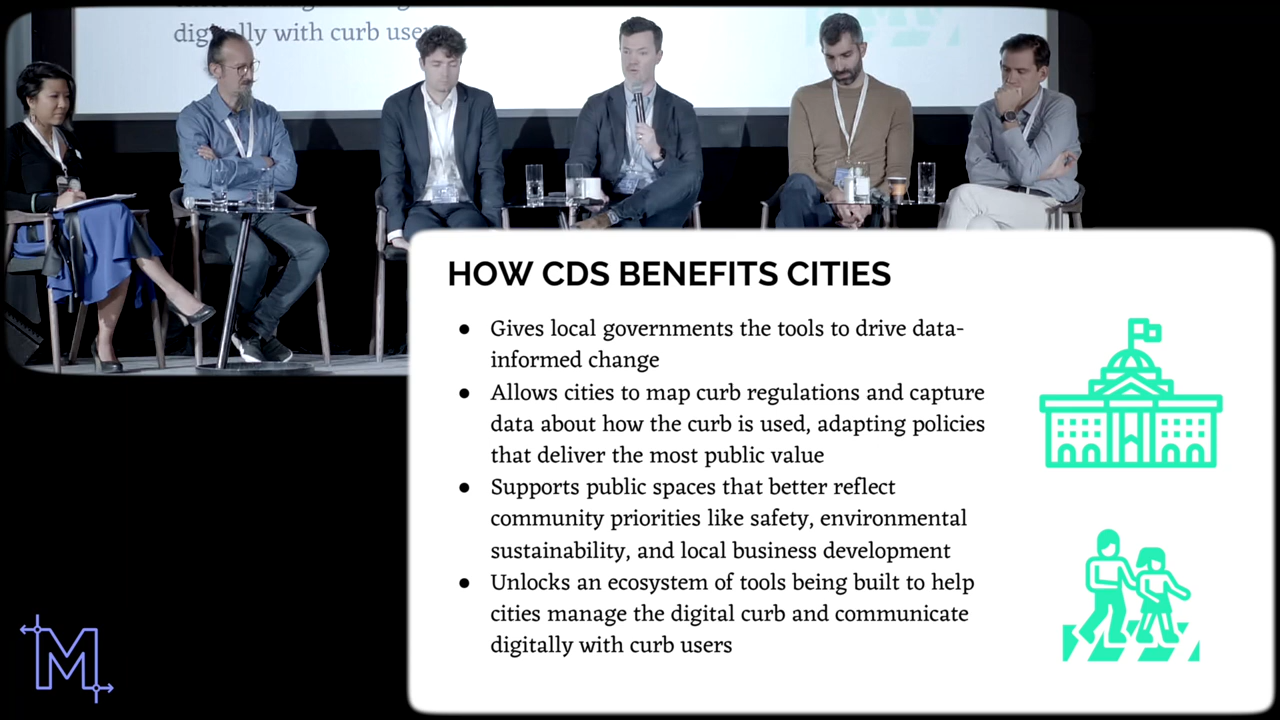 digitally with curb users
HOW CDS BENEFITS CITIES
● Gives local governments the tools to drive data-
informed change
● Allows cities to map curb regulations and capture
data about how the curb is used, adapting policies
that deliver the most public value
● Supports public spaces that better reflect
community priorities like safety, environmental
sustainability, and local business development
● Unlocks an ecosystem of tools being built to help
cities manage the digital curb and communicate
digitally with curb users
M